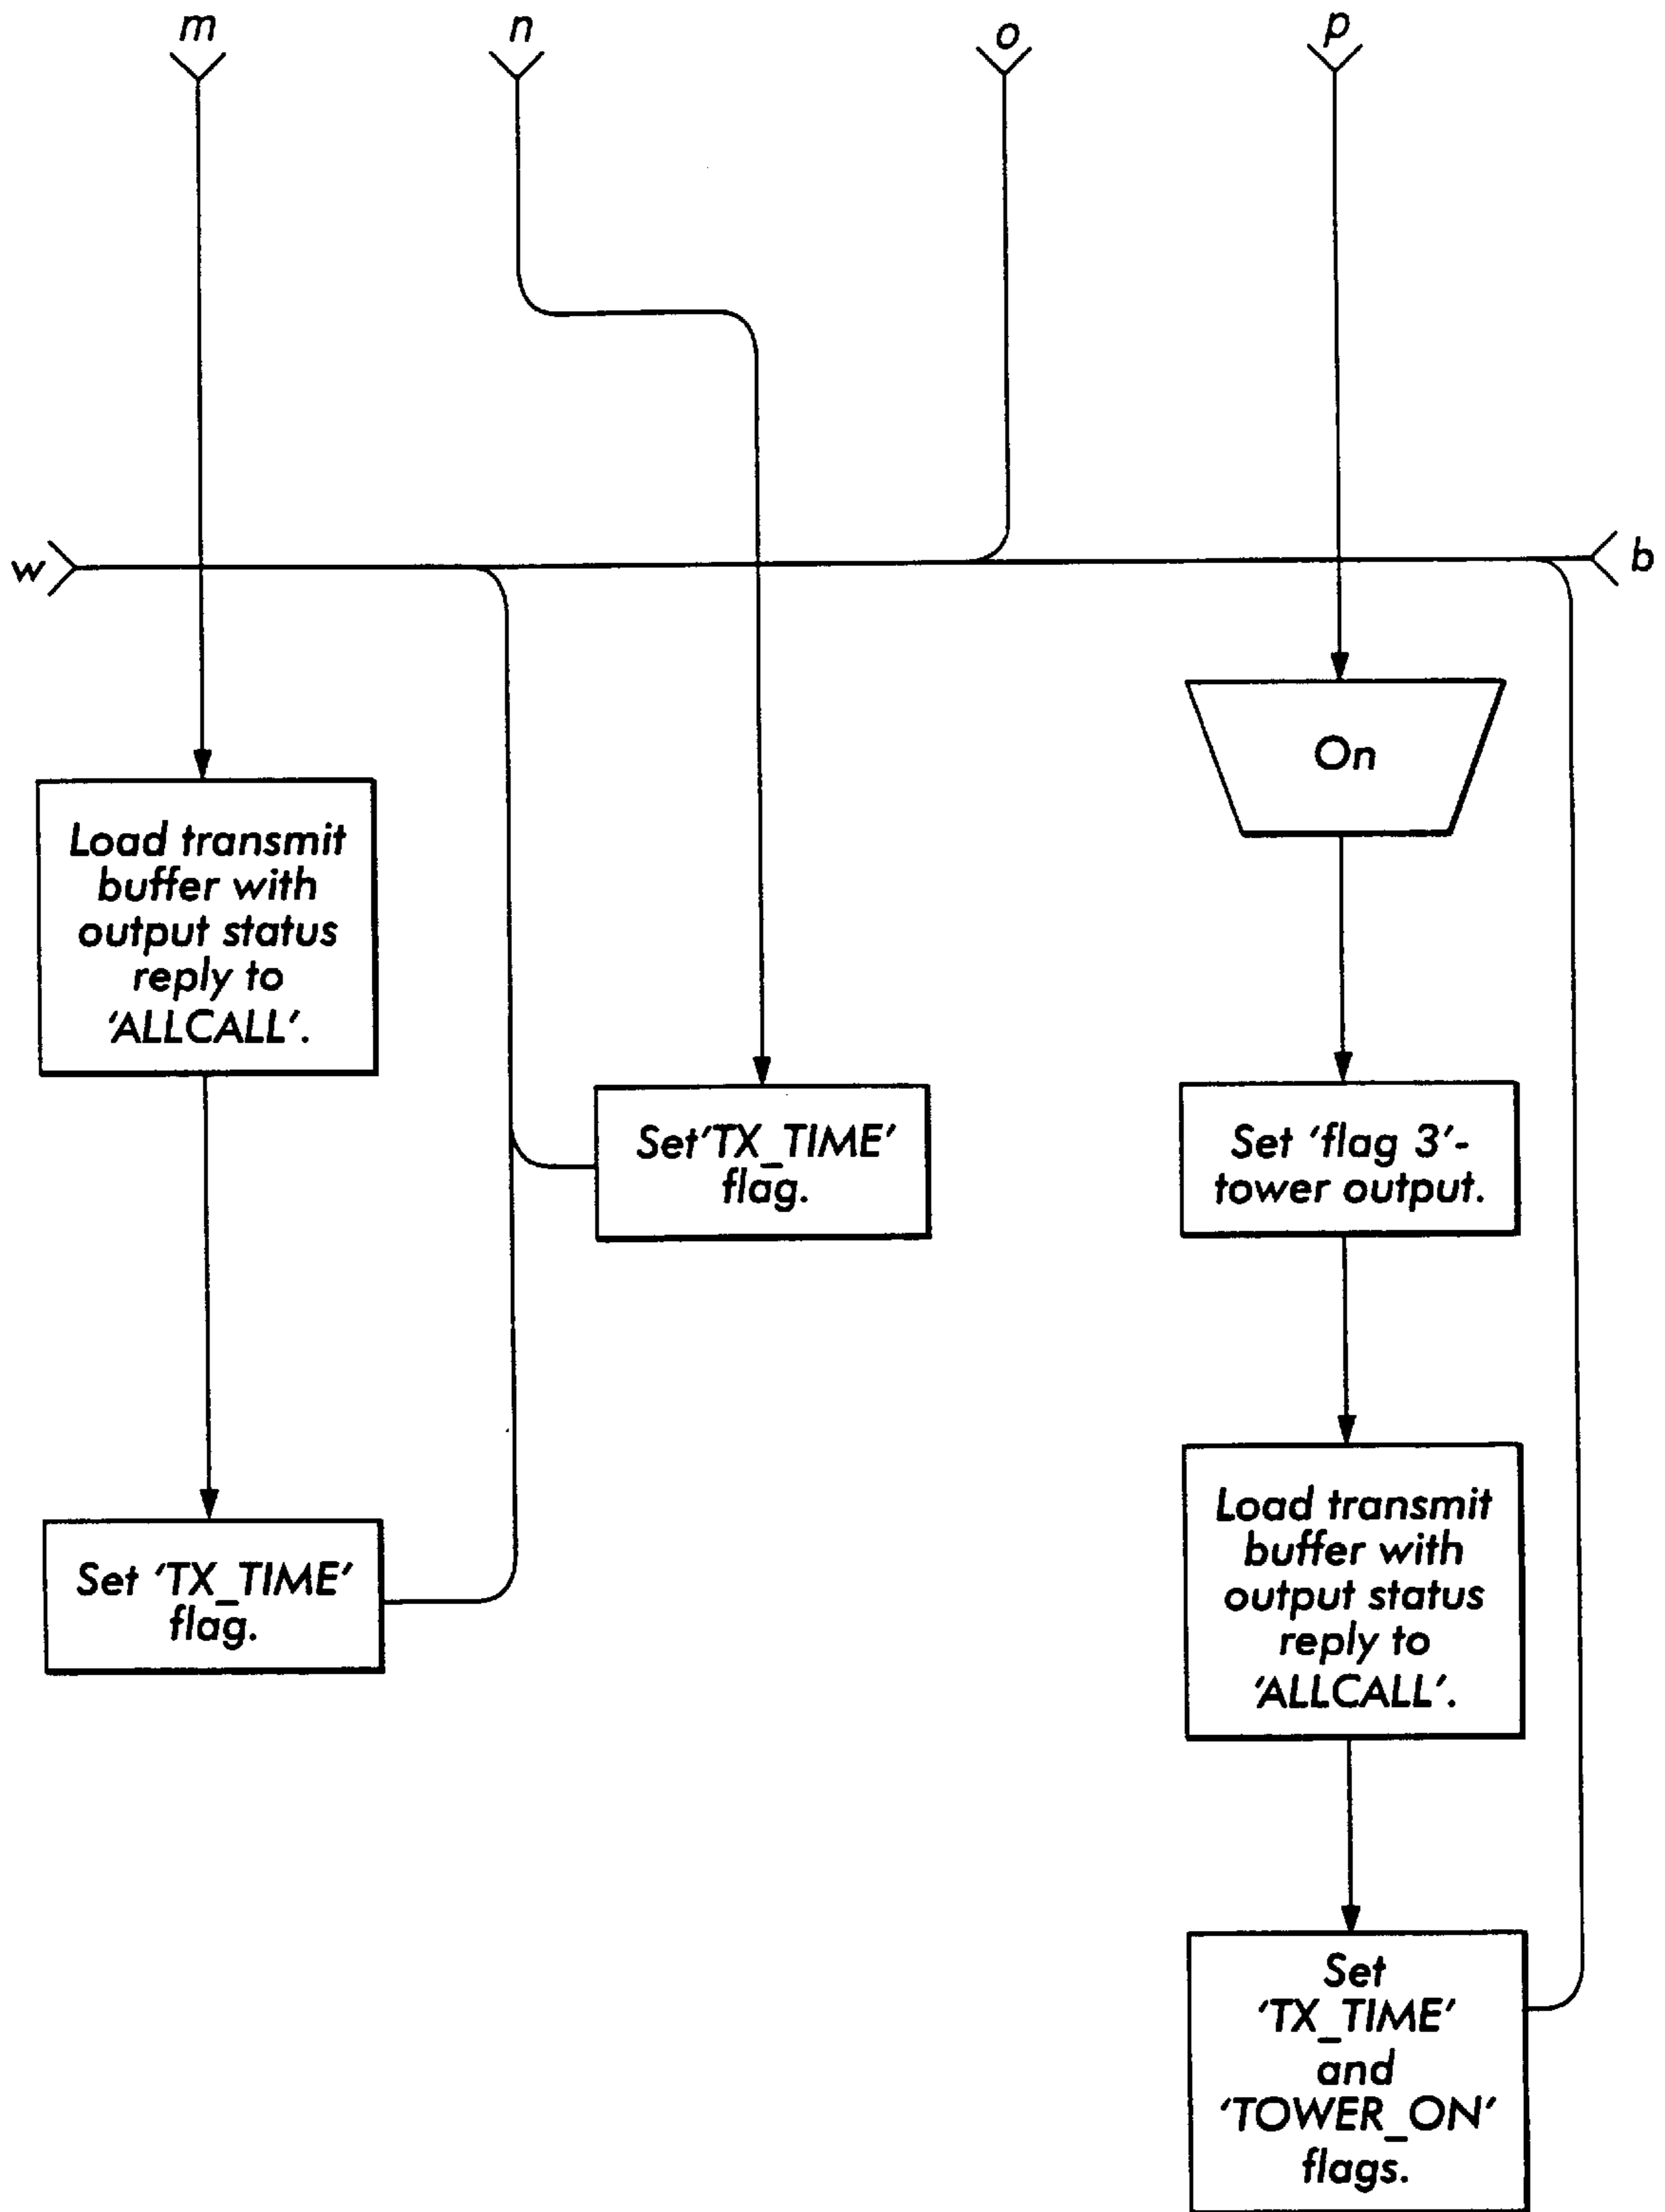 m
n
o
p
w
b
On
Load transmit
buffer with
output status
reply to
'ALLCALL'.
Set'TX_TIME'
flag.
Set 'flag 3'-
tower output.
Set 'TX_TIME'
flag.
Load transmit
buffer with
output status
reply to
'ALLCALL'.
Set
'TX_TIME'
and
'TOWER_ON'
flags.